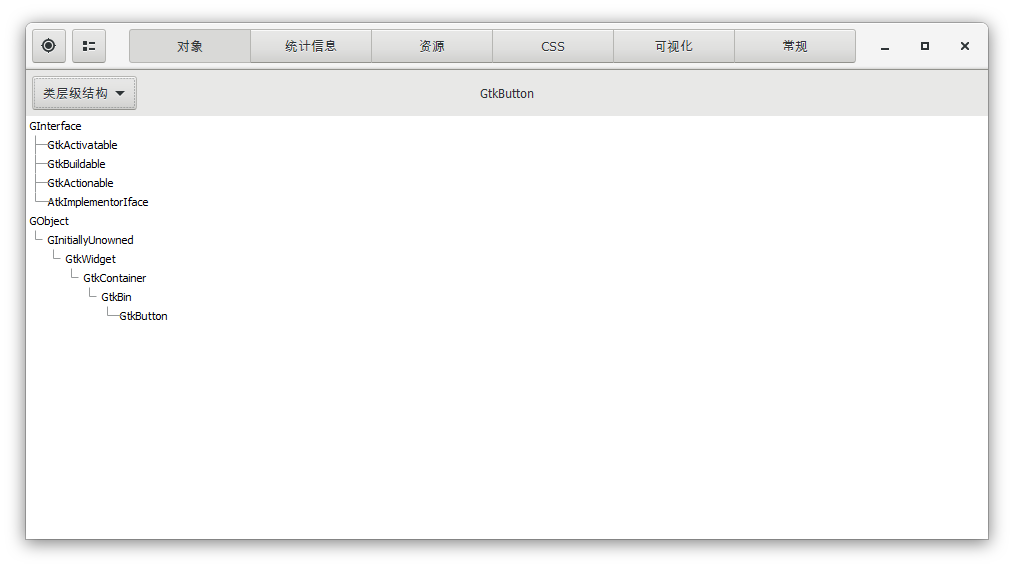 对象 统计信息 资源 CSS 可视化 常规
类层级结构 GtkButton
GInterface
GtkActivatable
GtkBuildable
GtkActionable
AtkImplementorIface
GObject
GInitiallyUnowned
GtkWidget
GtkContainer
GtkBin
GtkButton